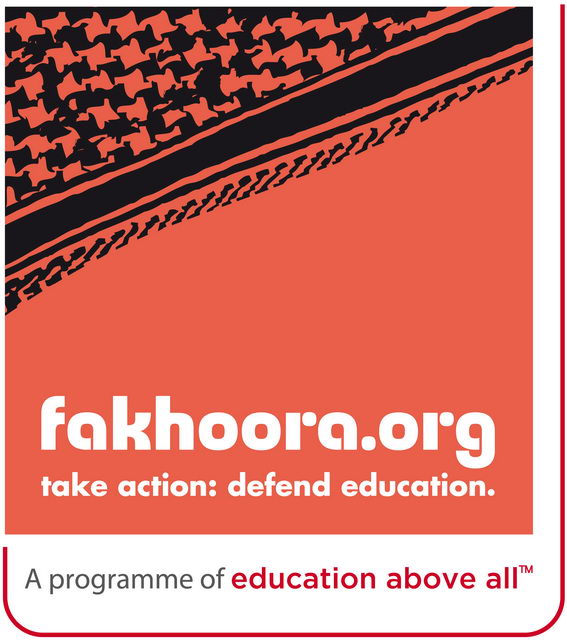 fakhoora.org
take action: defend education.
A programme of education above all™